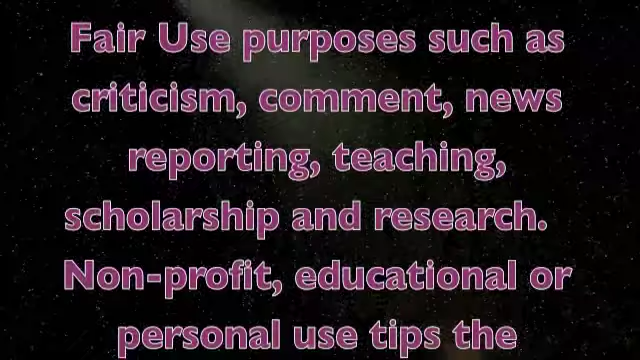 Fair Use purposes such as
criticism, comment, news
reporting, teaching,
scholarship and research.
Non-profit, educational or
personal use tips the